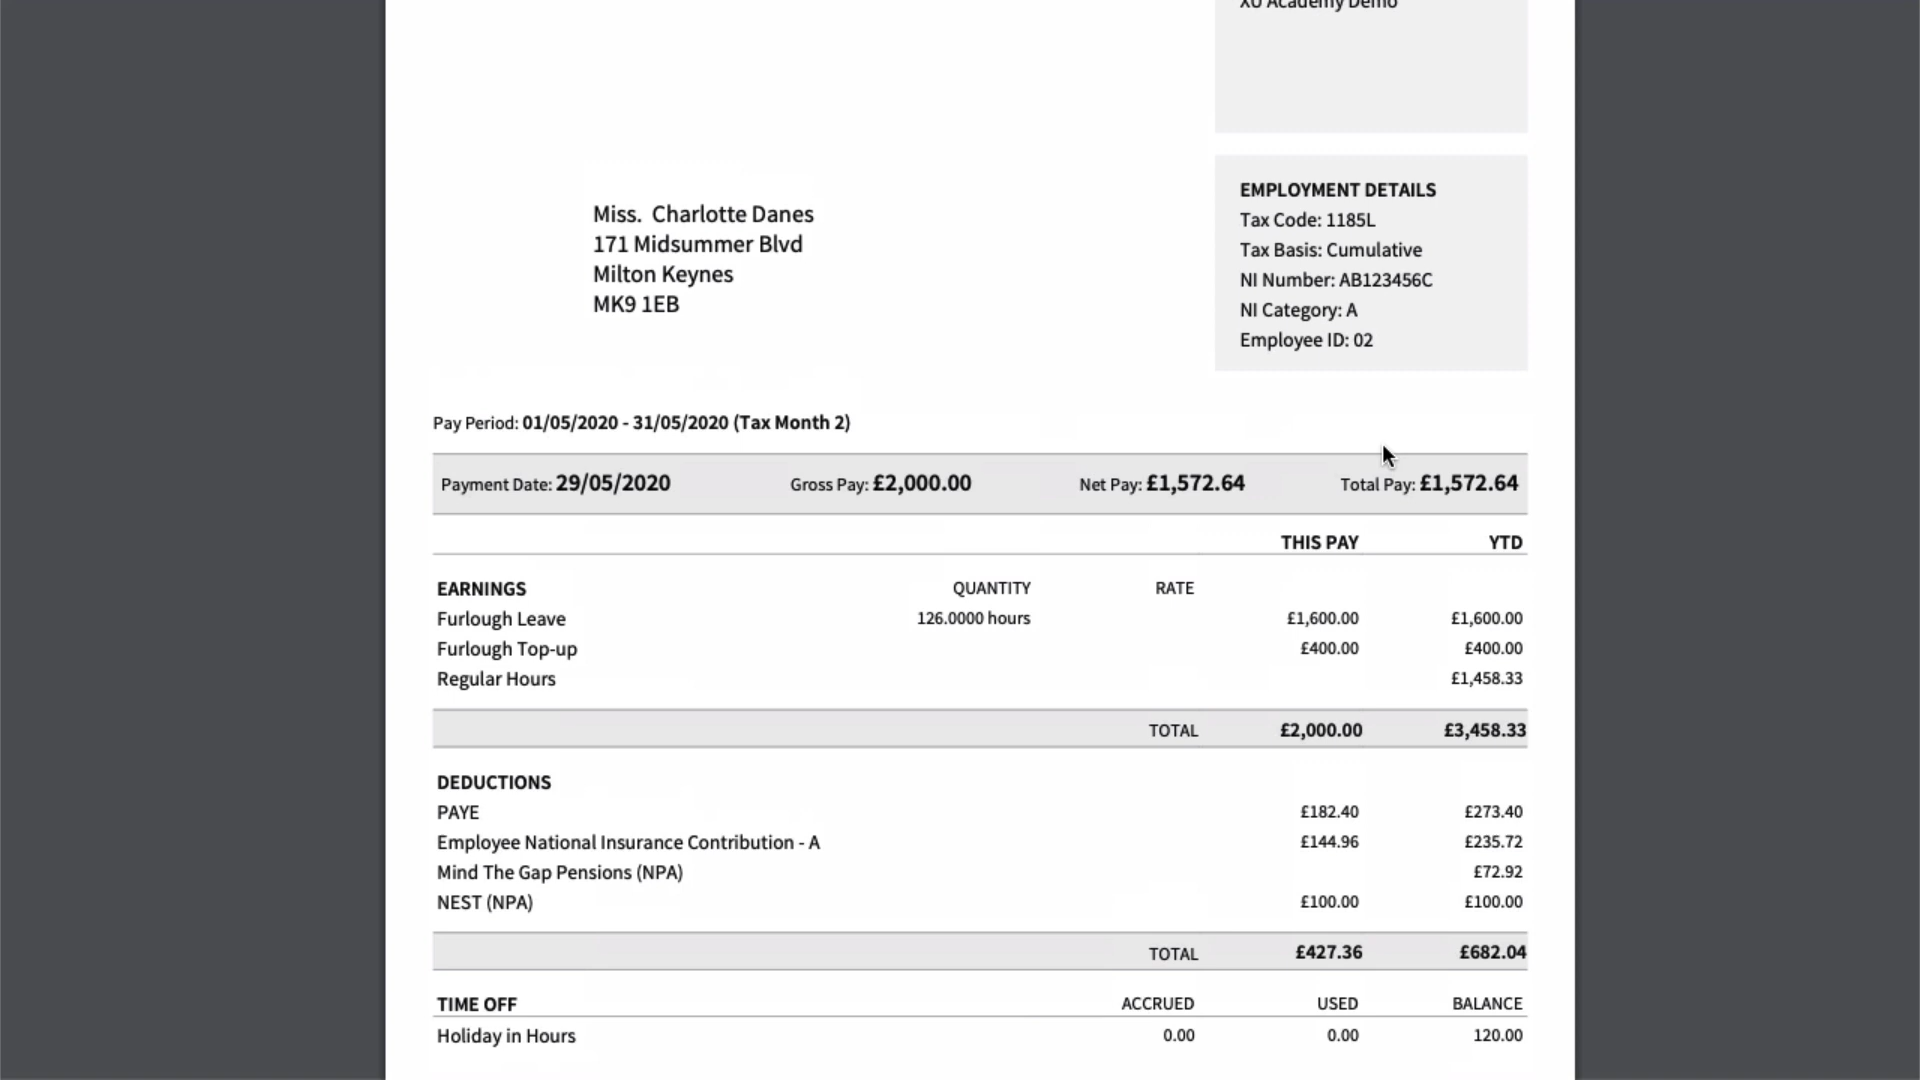 XU Academy Demo
EMPLOYMENT DETAILS
Tax Code: 1185L
Tax Basis: Cumulative
NI Number: AB123456C
NI Category: A
Employee ID: 02
Miss.  Charlotte Danes
171 Midsummer Blvd
Milton Keynes
MK9 1EB
Pay Period: 01/05/2020 - 31/05/2020 (Tax Month 2)
Payment Date: 29/05/2020 Gross Pay: £2,000.00 Net Pay: £1,572.64 Total Pay: £1,572.64
THIS PAY YTD
EARNINGS QUANTITY RATE
Furlough Leave 126.0000 hours £1,600.00 £1,600.00
Furlough Top-up £400.00 £400.00
Regular Hours £1,458.33
TOTAL £2,000.00 £3,458.33
DEDUCTIONS
PAYE £182.40 £273.40
Employee National Insurance Contribution - A £144.96 £235.72
Mind The Gap Pensions (NPA) £72.92
NEST (NPA) £100.00 £100.00
TOTAL £427.36 £682.04
TIME OFF ACCRUED USED BALANCE
Holiday in Hours 0.00 0.00 120.00